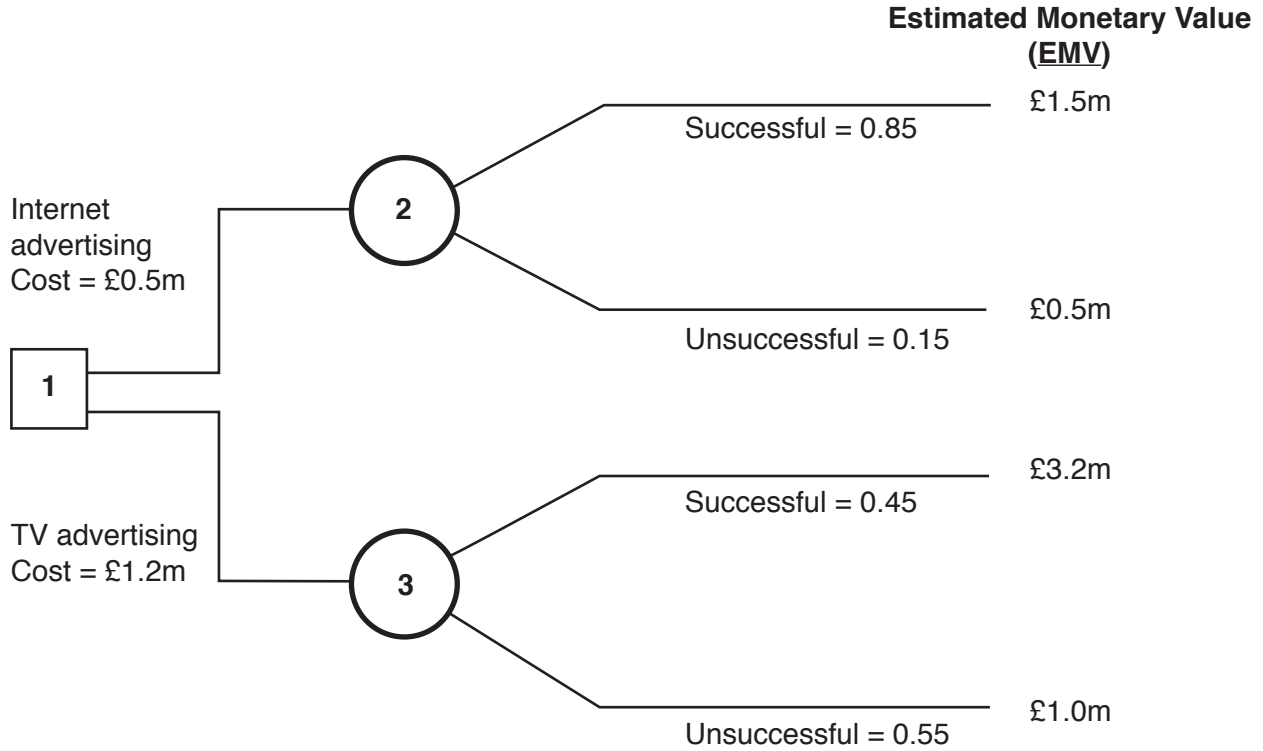 Estimated Monetary Value
(EMV)
£1.5m
Successful = 0.85
2
Internet
advertising
Cost = £0.5m
£0.5m
Unsuccessful = 0.15
1
£3.2m
Successful = 0.45
TV advertising
Cost = £1.2m
3
£1.0m
Unsuccessful = 0.55